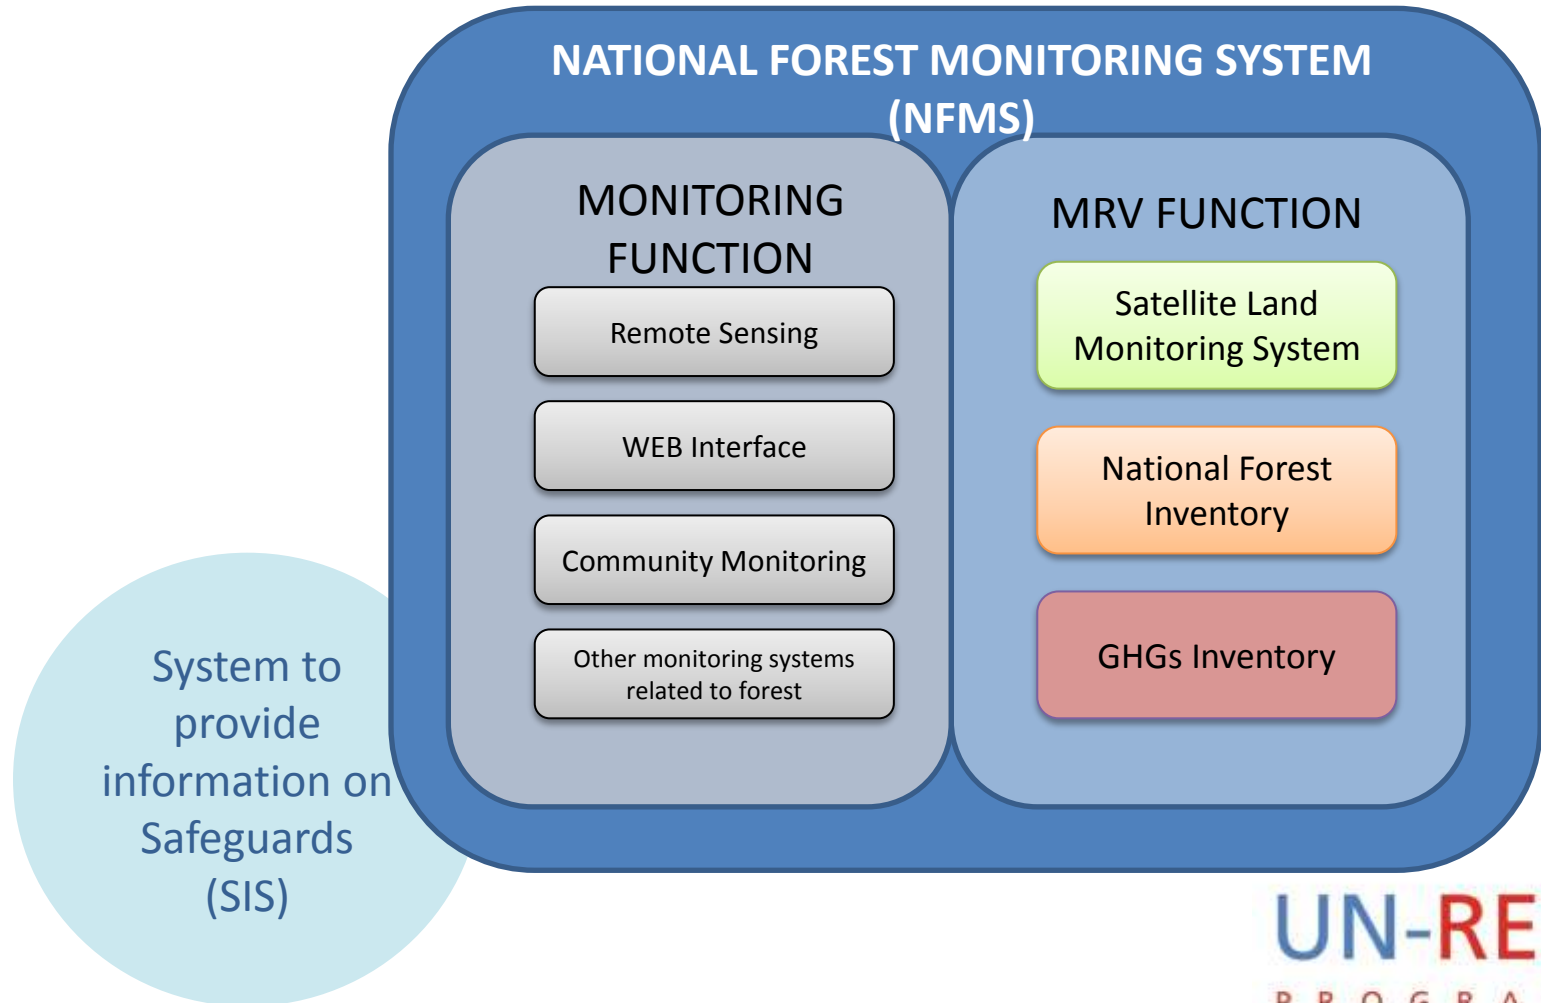 NATIONAL FOREST MONITORING SYSTEM
(NFMS)
MONITORING
FUNCTION
Remote Sensing
WEB Interface
Community Monitoring
Other monitoring systems
related to forest
MRV FUNCTION
Satellite Land
Monitoring System
National Forest
Inventory
GHGs Inventory
System to
provide
information on
Safeguards
(SIS)
UN-RE
P R O G R A